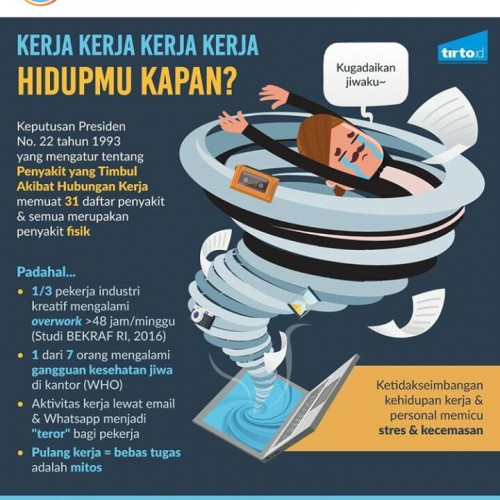 KERJA KERJA KERJA KERJA
HIDUPMU KAPAN?
tirto.id
Kugadaikan
jiwaku~
Keputusan Presiden
No. 22 tahun 1993
yang mengatur tentang
Penyakit yang Timbul
Akibat Hubungan Kerja
memuat 31 daftar penyakit
& semua merupakan
penyakit fisik
Padahal...
• 1/3 pekerja industri
kreatif mengalami
overwork >48 jam/minggu
(Studi BEKRAF RI, 2016)
• 1 dari 7 orang mengalami
gangguan kesehatan jiwa
di kantor (WHO)
• Aktivitas kerja lewat email
& Whatsapp menjadi
"teror" bagi pekerja
• Pulang kerja = bebas tugas
adalah mitos
Ketidakseimbangan
kehidupan kerja &
personal memicu
stres & kecemasan